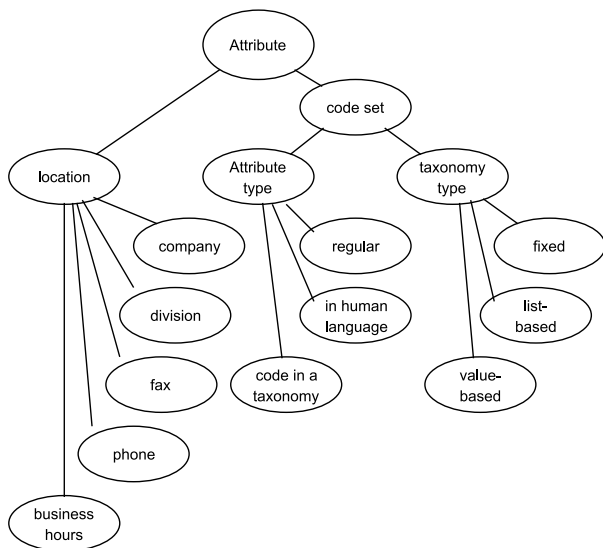 Attribute
code set
location
Attribute
type
taxonomy
type
company
regular
fixed
division
in human
language
list-
based
fax
code in a
taxonomy
value-
based
phone
business
hours